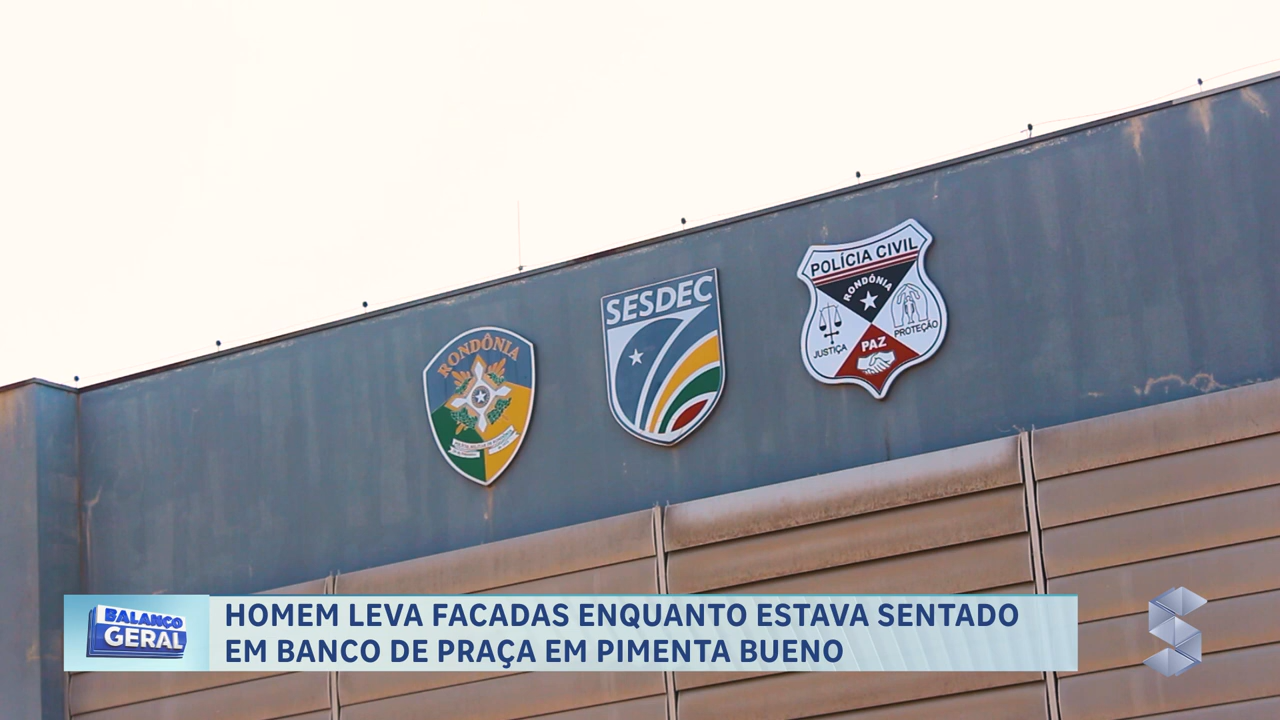 RONDÔNIA
SESDEC
POLÍCIA CIVIL
RONDÔNIA
JUSTIÇA
PROTEÇÃO
PAZ
BALANÇO
GERAL
HOMEM LEVA FACADAS ENQUANTO ESTAVA SENTADO
EM BANCO DE PRAÇA EM PIMENTA BUENO